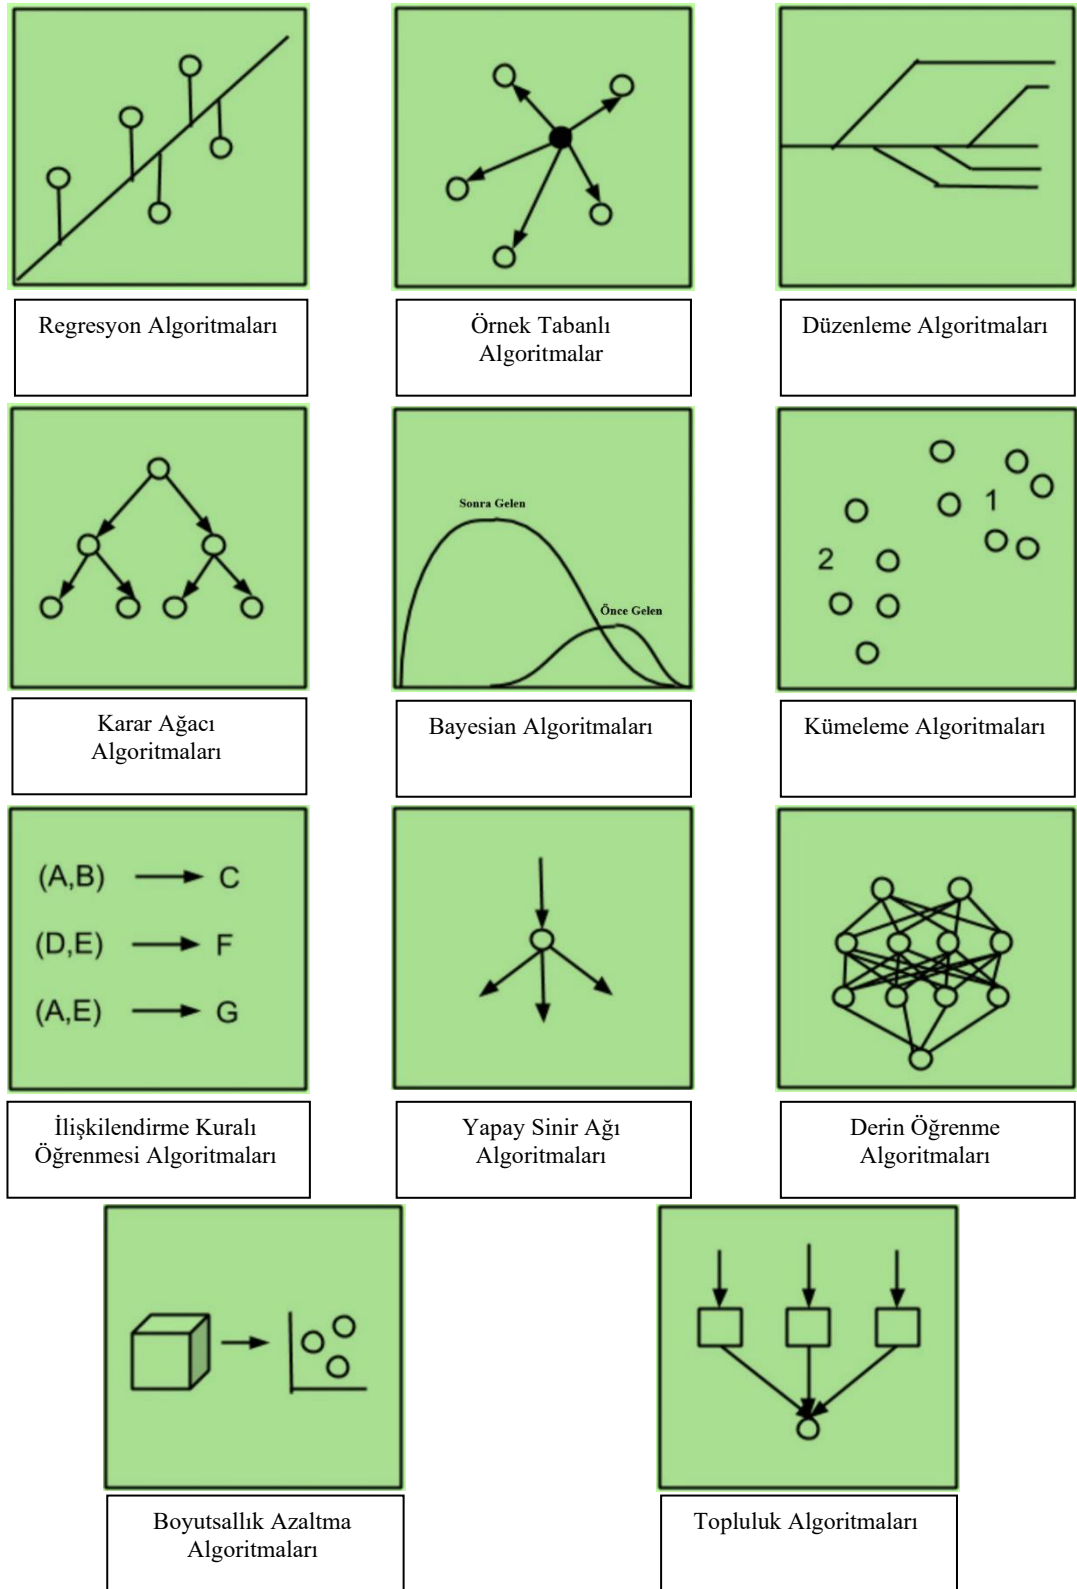 Regresyon Algoritmaları
Örnek Tabanlı
Algoritmalar
Düzenleme Algoritmaları
Sonra Gelen
Önce Gelen
1
2
Karar Ağacı
Algoritmaları
Bayesian Algoritmaları
Kümeleme Algoritmaları
(A,B) → C
(D,E) → F
(A,E) → G
İlişkilendirme Kuralı
Öğrenmesi Algoritmaları
Yapay Sinir Ağı
Algoritmaları
Derin Öğrenme
Algoritmaları
Boyutsallık Azaltma
Algoritmaları
Topluluk Algoritmaları